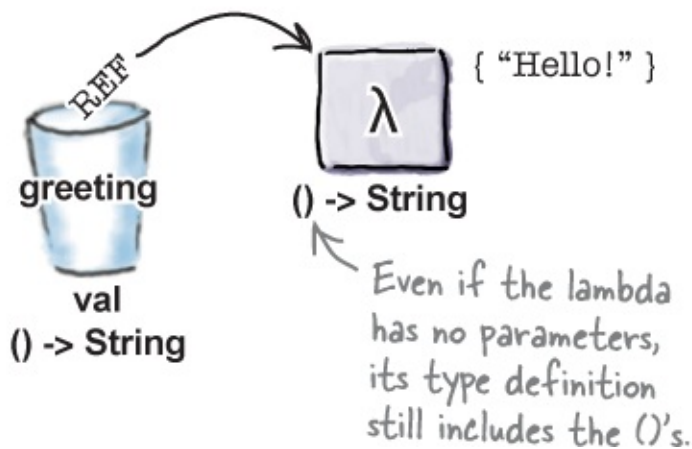 REF
greeting
val
() -> String
λ
{ “Hello!” }
() -> String
Even if the lambda
has no parameters,
its type definition
still includes the ()'s.